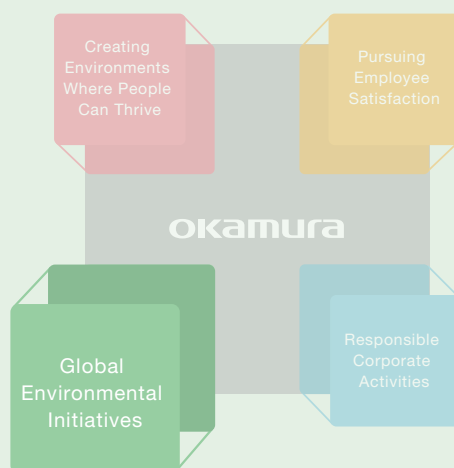 Creating
Environments
Where People
Can Thrive
Pursuing
Employee
Satisfaction
okamura
Global
Environmental
Initiatives
Responsible
Corporate
Activities